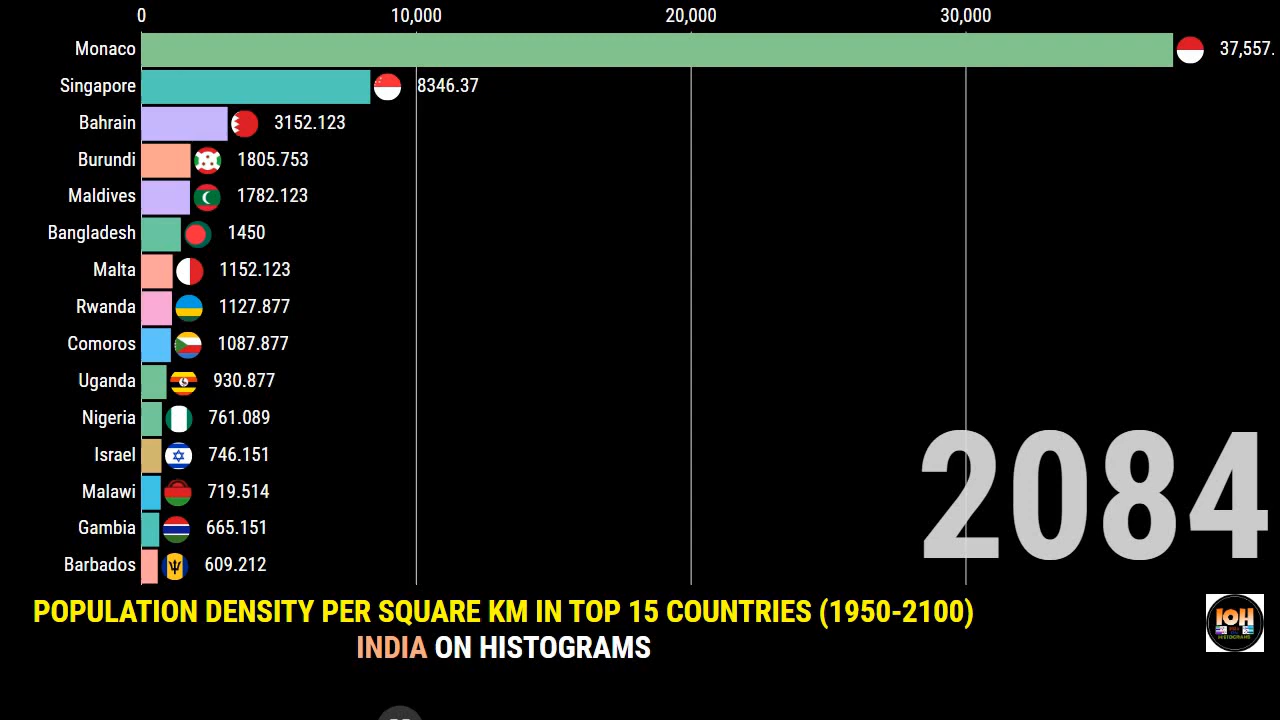 0 10,000 20,000 30,000
Monaco 37,557.
Singapore 8346.37
Bahrain 3152.123
Burundi 1805.753
Maldives 1782.123
Bangladesh 1450
Malta 1152.123
Rwanda 1127.877
Comoros 1087.877
Uganda 930.877
Nigeria 761.089
Israel 746.151
Malawi 719.514
Gambia 665.151
Barbados 609.212
2084
POPULATION DENSITY PER SQUARE KM IN TOP 15 COUNTRIES (1950-2100)
INDIA ON HISTOGRAMS
IOH
HISTOGRAMS